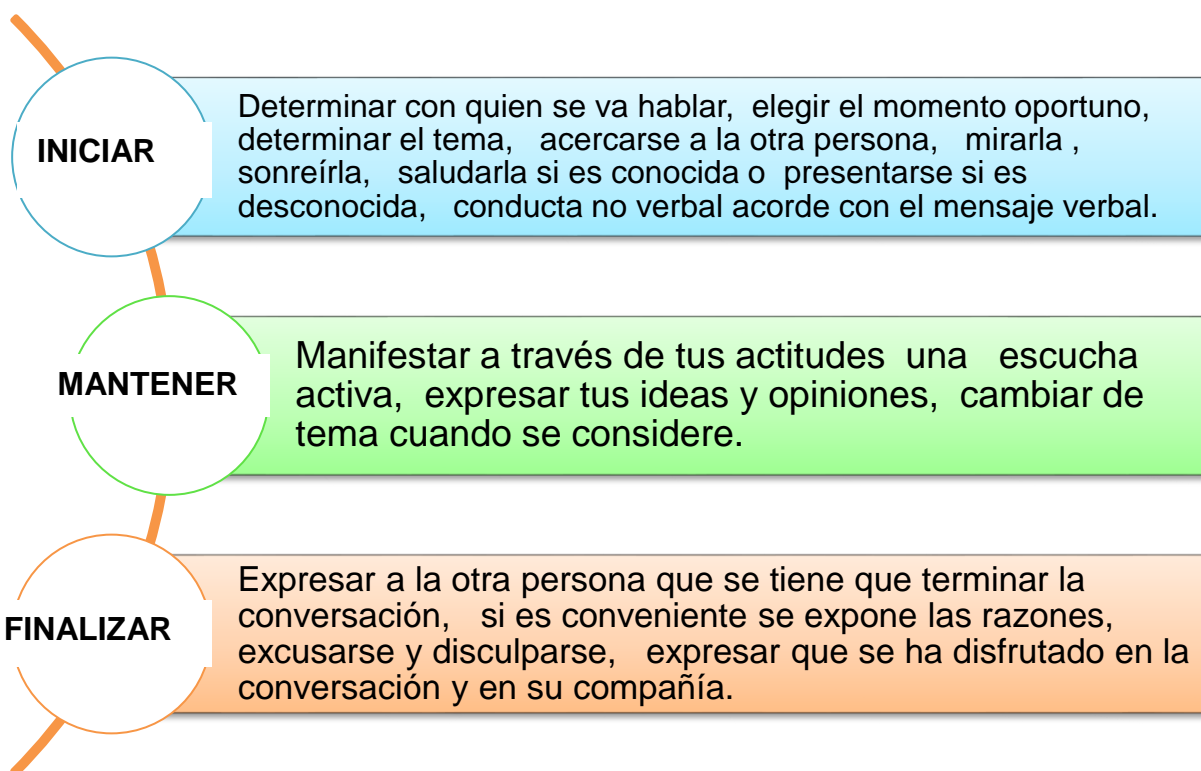 INICIAR
Determinar con quien se va hablar, elegir el momento oportuno,
determinar el tema, acercarse a la otra persona, mirarla ,
sonreírla, saludarla si es conocida o presentarse si es
desconocida, conducta no verbal acorde con el mensaje verbal.
MANTENER
Manifestar a través de tus actitudes una escucha
activa, expresar tus ideas y opiniones, cambiar de
tema cuando se considere.
FINALIZAR
Expresar a la otra persona que se tiene que terminar la
conversación, si es conveniente se expone las razones,
excusarse y disculparse, expresar que se ha disfrutado en la
conversación y en su compañía.